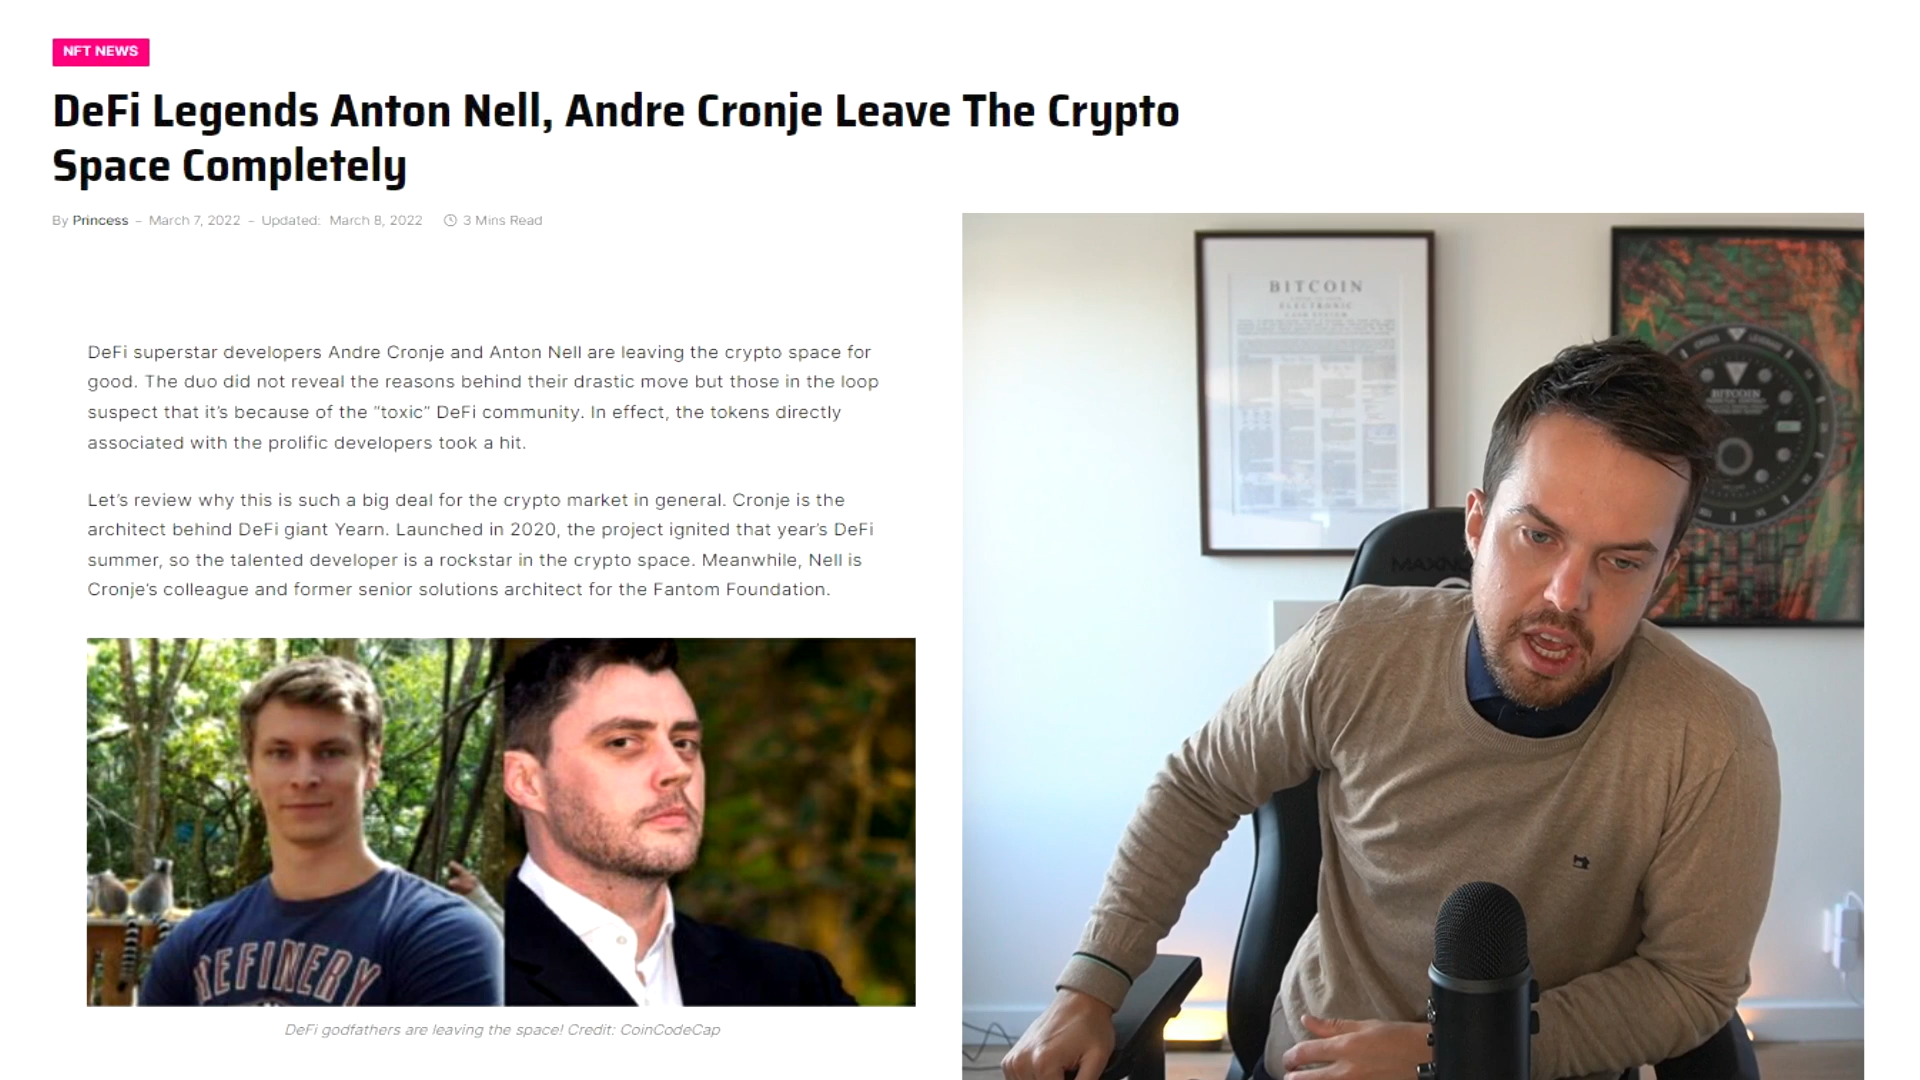 NFT NEWS
DeFi Legends Anton Nell, Andre Cronje Leave The Crypto
Space Completely
By Princess – March 7, 2022 – Updated: March 8, 2022 3 Mins Read
DeFi superstar developers Andre Cronje and Anton Nell are leaving the crypto space for
good. The duo did not reveal the reasons behind their drastic move but those in the loop
suspect that it's because of the "toxic" DeFi community. In effect, the tokens directly
associated with the prolific developers took a hit.
Let's review why this is such a big deal for the crypto market in general. Cronje is the
architect behind DeFi giant Yearn. Launched in 2020, the project ignited that year's DeFi
summer, so the talented developer is a rockstar in the crypto space. Meanwhile, Nell is
Cronje's colleague and former senior solutions architect for the Fantom Foundation.
REFINERY
DeFi godfathers are leaving the space! Credit: CoinCodeCap
BITCOIN
ELECTRONIC
CASH SYSTEM
BITCOIN